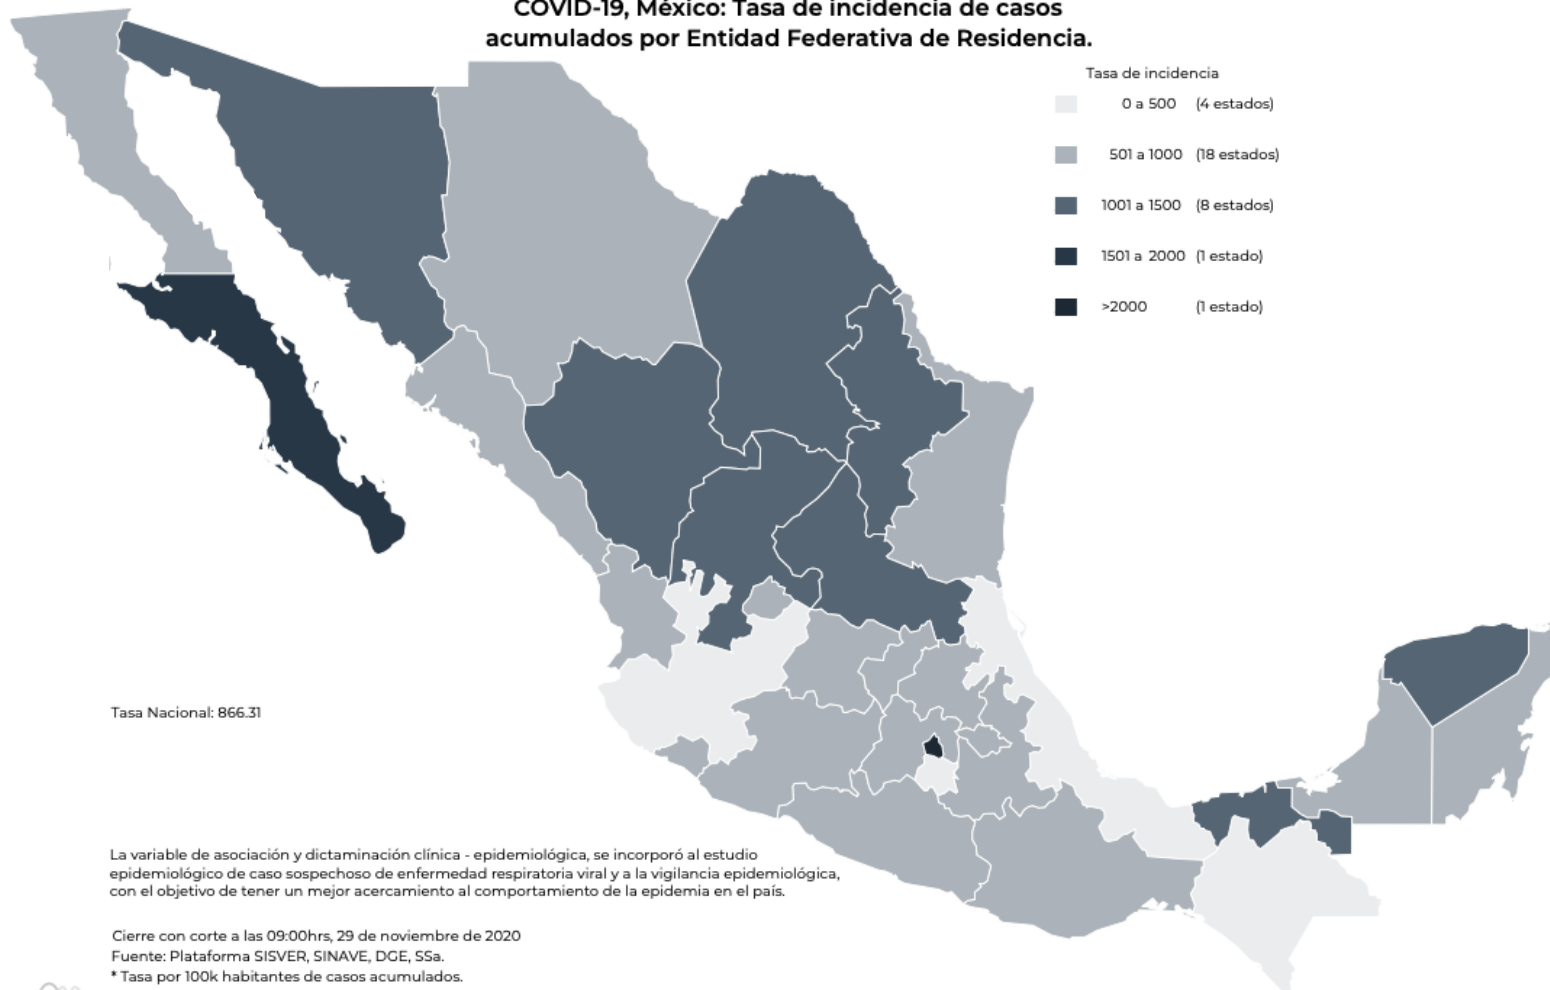 COVID-19, México: Tasa de incidencia de casos
acumulados por Entidad Federativa de Residencia.
Tasa de incidencia
0 a 500 (4 estados)
501 a 1000 (18 estados)
1001 a 1500 (8 estados)
1501 a 2000 (1 estado)
>2000 (1 estado)
Tasa Nacional: 866.31
La variable de asociación y dictaminación clínica - epidemiológica, se incorporó al estudio
epidemiológico de caso sospechoso de enfermedad respiratoria viral y a la vigilancia epidemiológica,
con el objetivo de tener un mejor acercamiento al comportamiento de la epidemia en el país.
Cierre con corte a las 09:00hrs, 29 de noviembre de 2020
Fuente: Plataforma SISVER, SINAVE, DGE, SSa.
* Tasa por 100k habitantes de casos acumulados.